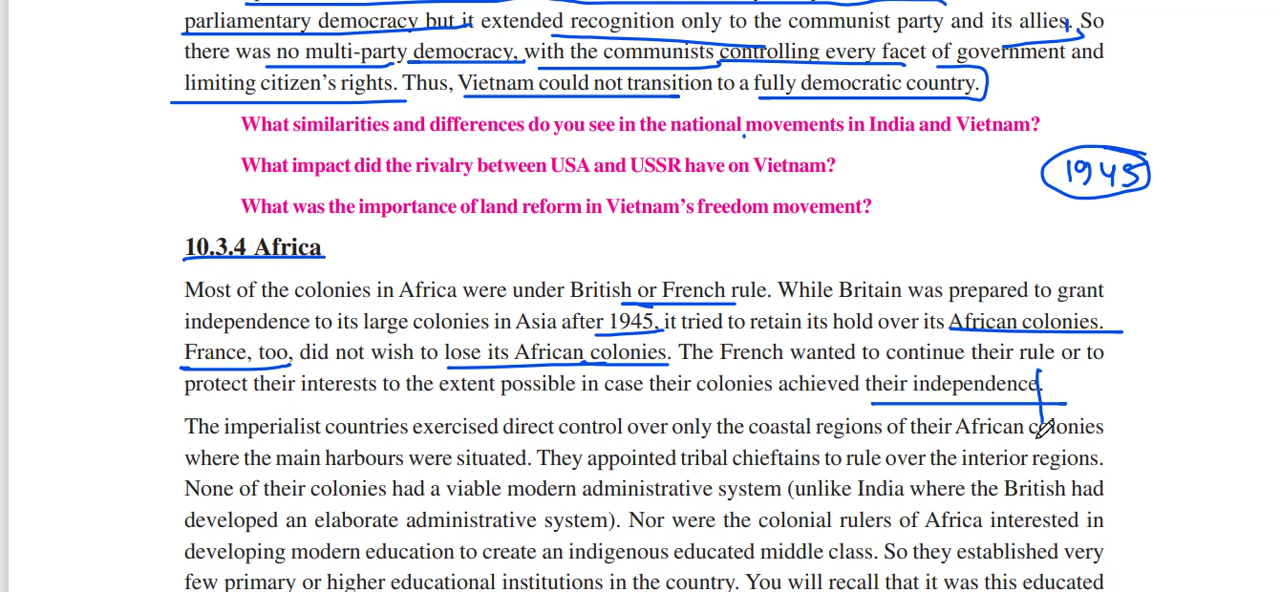 parliamentary democracy but it extended recognition only to the communist party and its allies. So
there was no multi-party democracy, with the communists controlling every facet of government and
limiting citizen's rights. Thus, Vietnam could not transition to a fully democratic country.
What similarities and differences do you see in the national movements in India and Vietnam?
What impact did the rivalry between USA and USSR have on Vietnam?
1945
What was the importance of land reform in Vietnam's freedom movement?
10.3.4 Africa
Most of the colonies in Africa were under British or French rule. While Britain was prepared to grant
independence to its large colonies in Asia after 1945, it tried to retain its hold over its African colonies.
France, too, did not wish to lose its African colonies. The French wanted to continue their rule or to
protect their interests to the extent possible in case their colonies achieved their independence.
The imperialist countries exercised direct control over only the coastal regions of their African colonies
where the main harbours were situated. They appointed tribal chieftains to rule over the interior regions.
None of their colonies had a viable modern administrative system (unlike India where the British had
developed an elaborate administrative system). Nor were the colonial rulers of Africa interested in
developing modern education to create an indigenous educated middle class. So they established very
few primary or higher educational institutions in the country. You will recall that it was this educated